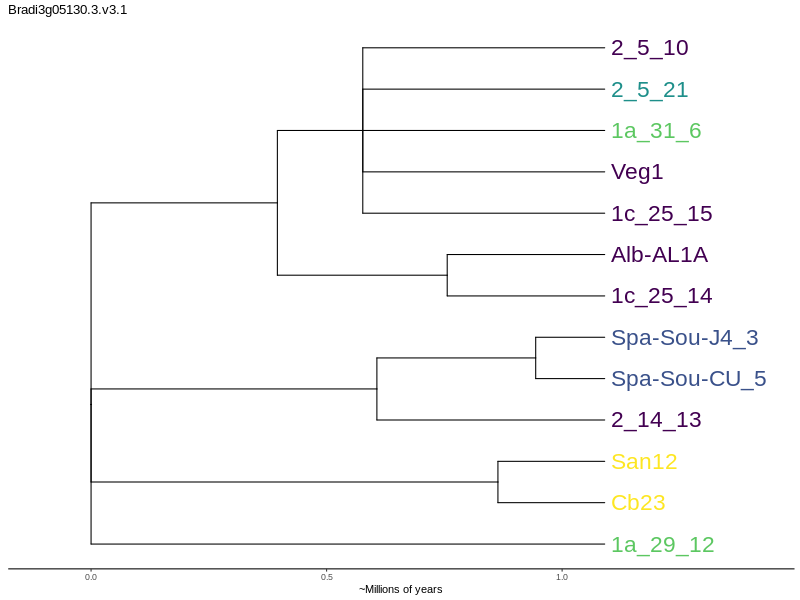 Bradi3g05130.3.v3.1
2_5_10
2_5_21
1a_31_6
Veg1
1c_25_15
Alb-AL1A
1c_25_14
Spa-Sou-J4_3
Spa-Sou-CU_5
2_14_13
San12
Cb23
1a_29_12
0.0 0.5 1.0
~Millions of years